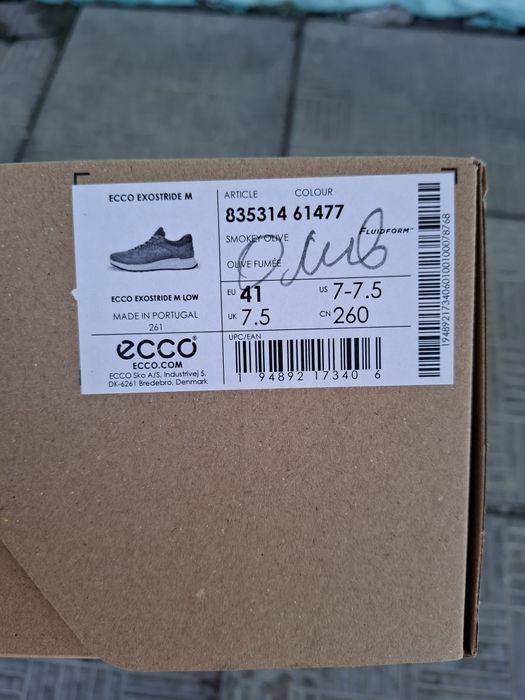 ECCO EXOSTRIDE M
ECCO EXOSTRIDE M LOW
MADE IN PORTUGAL
261
ecco
ECCO.COM
ECCO Sko A/S, Industrivej 5,
DK-6261 Bredebro, Denmark
ARTICLE COLOUR
835314 61477
SMOKEY OLIVE
FLUIDFORM™
OLIVE FUMÉE
EU 41 US 7-7.5
UK 7.5 CN 260
UPC/EAN
1 94892 17340 6
1948921734060100100078768